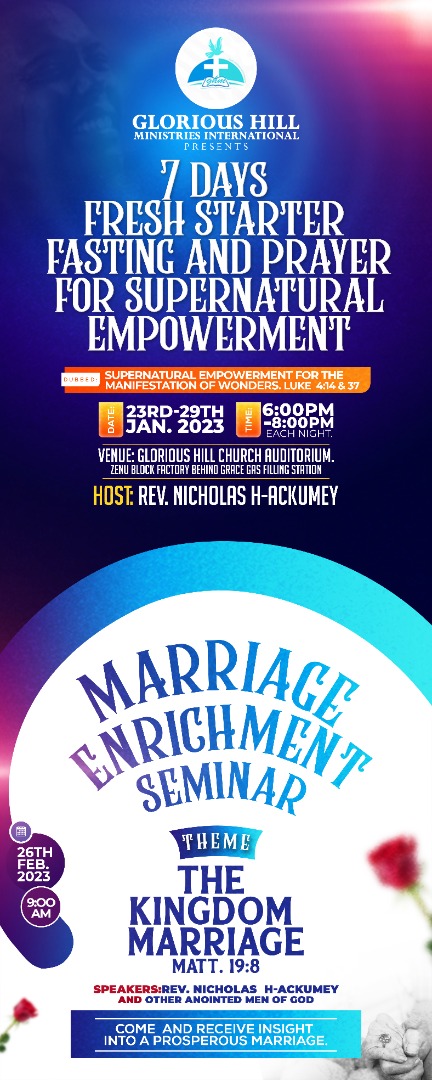 GLORIOUS HILL
MINISTRIES INTERNATIONAL
PRESENTS
7 DAYS
FRESH STARTER
FASTING AND PRAYER
FOR SUPERNATURAL
EMPOWERMENT
DUBEED:
SUPERNATURAL EMPOWERMENT FOR THE
MANIFESTATION OF WONDERS. LUKE 4:14 & 37
DATE:
23RD-29TH
JAN. 2023
TIME:
6:00PM
-8:00PM
EACH NIGHT.
VENUE: GLORIOUS HILL CHURCH AUDITORIUM.
ZENU BLOCK FACTORY BEHIND GRACE GAS FILLING STATION
HOST: REV. NICHOLAS H-ACKUMEY
MARRIAGE
ENRICHMENT
SEMINAR
26TH
FEB.
2023
9:00
AM
THEME
THE
KINGDOM
MARRIAGE
MATT. 19:8
SPEAKERS:REV. NICHOLAS H-ACKUMEY
AND OTHER ANOINTED MEN OF GOD
COME AND RECEIVE INSIGHT
INTO A PROSPEROUS MARRIAGE.